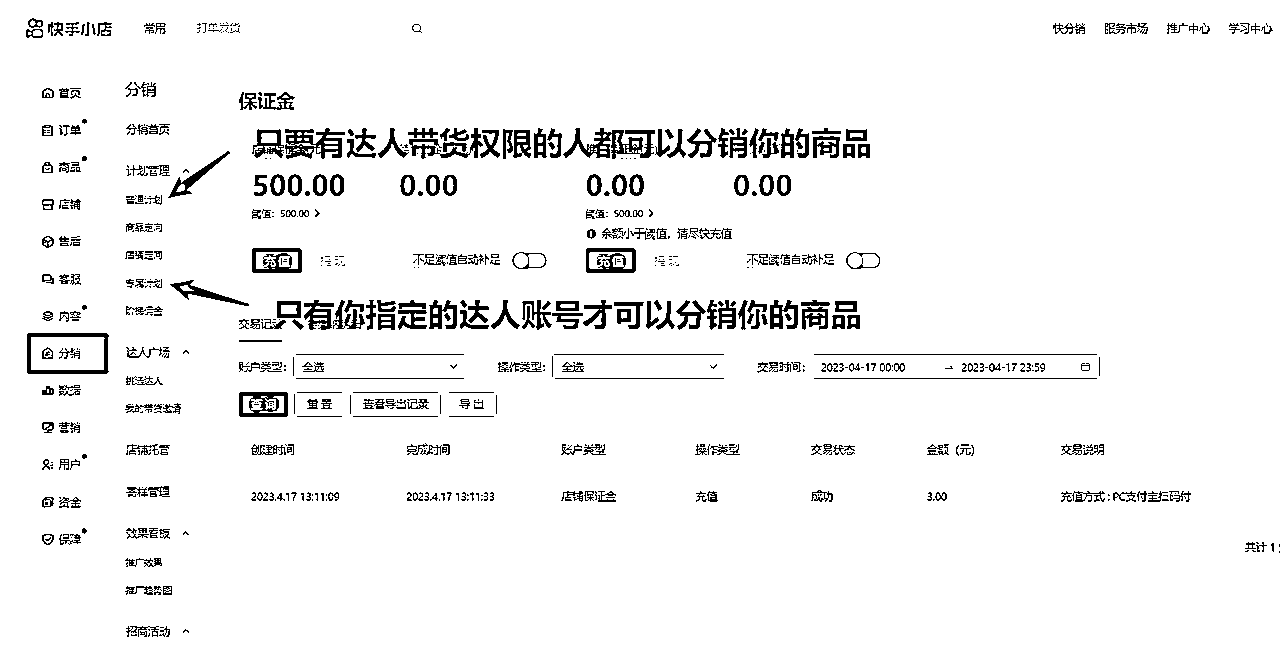 快手小店 常用 打单发货
快分销 服务市场 推广中心 学习中心
首页
订单
商品
店铺
售后
客服
内容
分销
数据
营销
用户
资金
保障
分销
分销首页
计划管理
普通计划
商品定向
店铺定向
专属计划
阶梯佣金
达人广场
挑选达人
我的带货邀请
店铺托管
寄样管理
效果看板
推广效果
推广趋势图
招商活动
保证金
只要有达人带货权限的人都可以分销你的商品
500.00 0.00 0.00 0.00
阈值：500.00 阈值：500.00
余额小于阈值，请尽快充值
充值 提现 不足阈值自动补足 充值 提现 不足阈值自动补足
只有你指定的达人账号才可以分销你的商品
交易记录
账户类型： 全选 操作类型： 全选 交易时间： 2023-04-17 00:00 → 2023-04-17 23:59
查询 重置 查看导出记录 导出
创建时间 完成时间 账户类型 操作类型 交易状态 金额（元） 交易说明
2023.4.17 13:11:09 2023.4.17 13:11:33 店铺保证金 充值 成功 3.00 充值方式：PC支付宝扫码付
共计 1